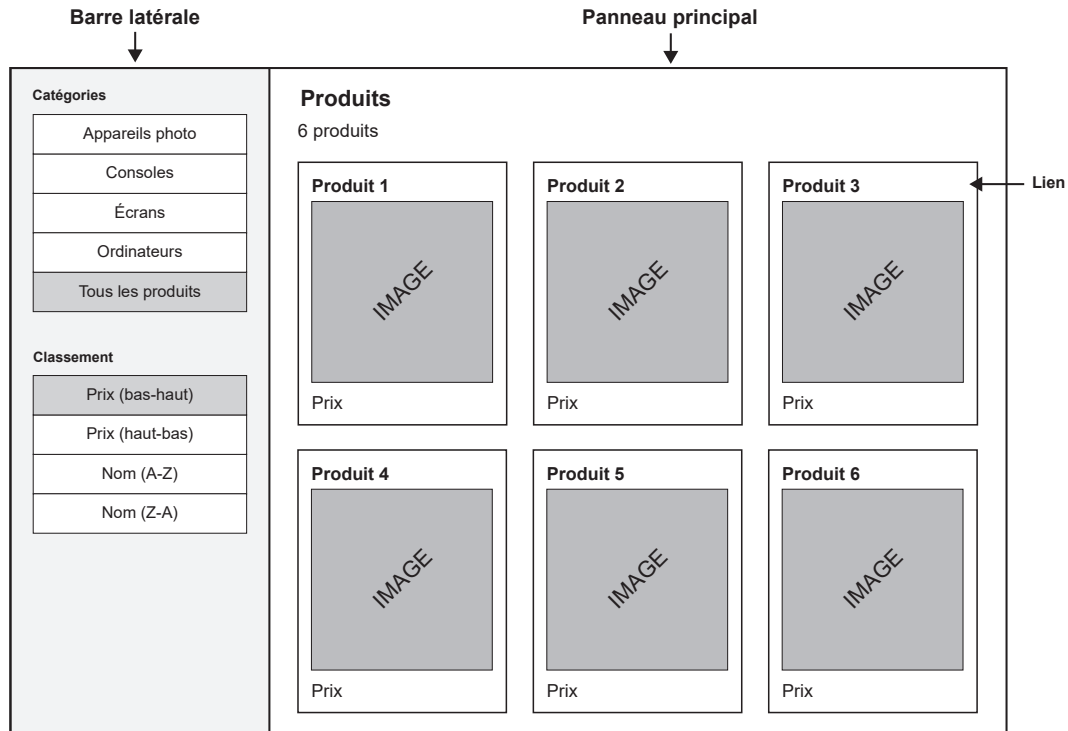 Barre latérale
Panneau principal
Catégories
Appareils photo
Consoles
Écrans
Ordinateurs
Tous les produits
Classement
Prix (bas-haut)
Prix (haut-bas)
Nom (A-Z)
Nom (Z-A)
Produits
6 produits
Produit 1
IMAGE
Prix
Produit 2
IMAGE
Prix
Produit 3
IMAGE
Prix
Lien
Produit 4
IMAGE
Prix
Produit 5
IMAGE
Prix
Produit 6
IMAGE
Prix